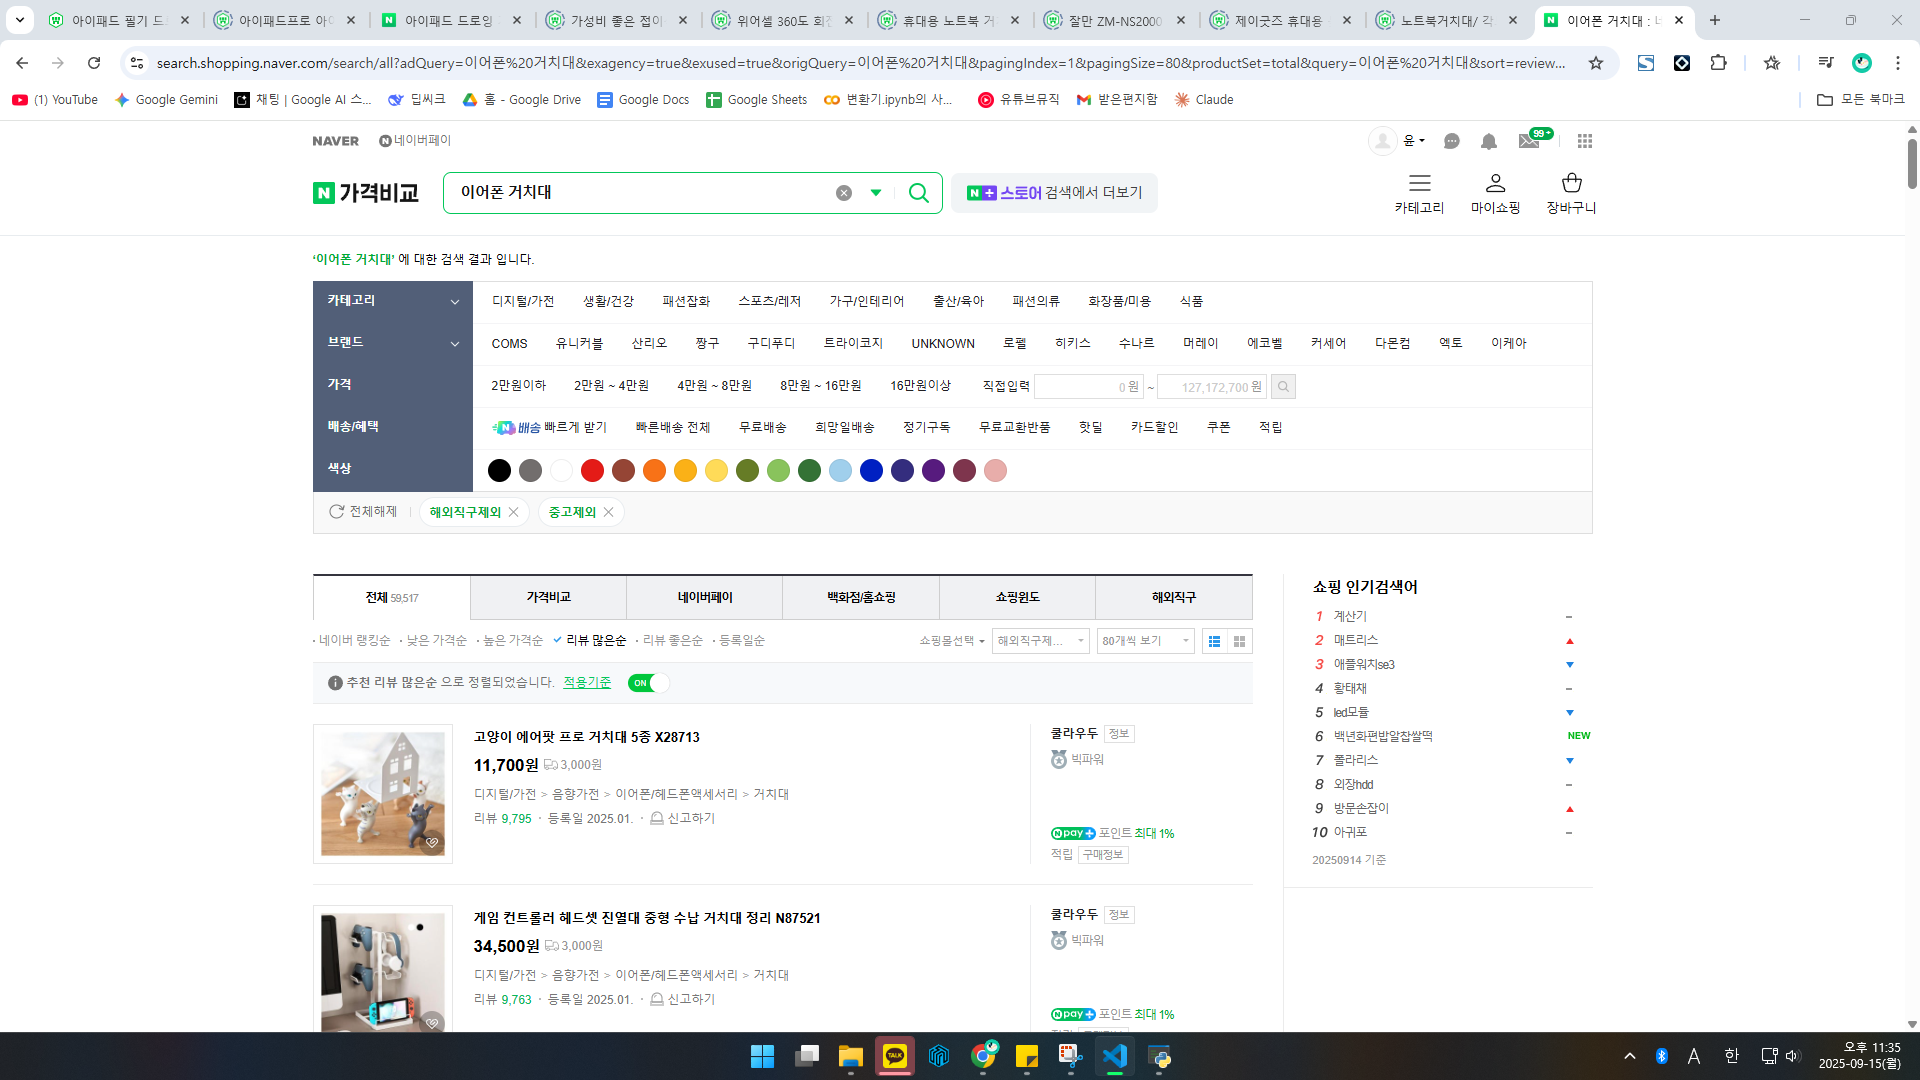 아이패드 필기 드
아이패드프로 아이
아이패드 드로잉
가성비 좋은 접이
위어셀 360도 회전
휴대용 노트북 거
잘만 ZM-NS2000
제이굿즈 휴대용
노트북거치대/ 각
이어폰 거치대 : 네
search.shopping.naver.com/search/all?adQuery=이어폰%20거치대&exagency=true&exused=true&origQuery=이어폰%20거치대&pagingIndex=1&pagingSize=80&productSet=total&query=이어폰%20거치대&sort=review...
(1) YouTube
Google Gemini
채팅 | Google AI 스...
딥씨크
홈 - Google Drive
Google Docs
Google Sheets
변환기.ipynb의 사...
유튜브뮤직
받은편지함
Claude
모든 북마크
NAVER
N 네이버페이
윤
99+
N 가격비교
이어폰 거치대
N+ 스토어 검색에서 더보기
카테고리
마이쇼핑
장바구니
‘이어폰 거치대’ 에 대한 검색 결과 입니다.
카테고리
디지털/가전 생활/건강 패션잡화 스포츠/레저 가구/인테리어 출산/육아 패션의류 화장품/미용 식품
브랜드
COMS 유니커블 산리오 짱구 구디푸디 트라이코지 UNKNOWN 로펠 히키스 수나르 머레이 에코벨 커세어 다몬컴 엑토 이케아
가격
2만원이하 2만원 ~ 4만원 4만원 ~ 8만원 8만원 ~ 16만원 16만원이상 직접입력 0 원 ~ 127,172,700 원
배송/혜택
N 배송 빠르게 받기 빠른배송 전체 무료배송 희망일배송 정기구독 무료교환반품 핫딜 카드할인 쿠폰 적립
색상
전체해제 해외직구제외 중고제외
전체 59,517
가격비교
네이버페이
백화점/홈쇼핑
쇼핑윈도
해외직구
네이버 랭킹순 · 낮은 가격순 · 높은 가격순 리뷰 많은순 · 리뷰 좋은순 · 등록일순
쇼핑몰선택 해외직구제... 80개씩 보기
추천 리뷰 많은순 으로 정렬되었습니다. 적용기준 ON
고양이 에어팟 프로 거치대 5종 X28713
11,700원 3,000원
디지털/가전 > 음향가전 > 이어폰/헤드폰액세서리 > 거치대
리뷰 9,795 · 등록일 2025.01. · 신고하기
쿨라우두 정보
빅파워
N pay+ 포인트 최대 1%
적립 구매정보
게임 컨트롤러 헤드셋 진열대 중형 수납 거치대 정리 N87521
34,500원 3,000원
디지털/가전 > 음향가전 > 이어폰/헤드폰액세서리 > 거치대
리뷰 9,763 · 등록일 2025.01. · 신고하기
쿨라우두 정보
빅파워
N pay+ 포인트 최대 1%
쇼핑 인기검색어
1 계산기
2 매트리스
3 애플워치se3
4 황태채
5 led모듈
6 백년화편밥알찹쌀떡 NEW
7 폴라리스
8 외장hdd
9 방문손잡이
10 아귀포
20250914 기준
TALK
A
한
오후 11:35
2025-09-15(월)